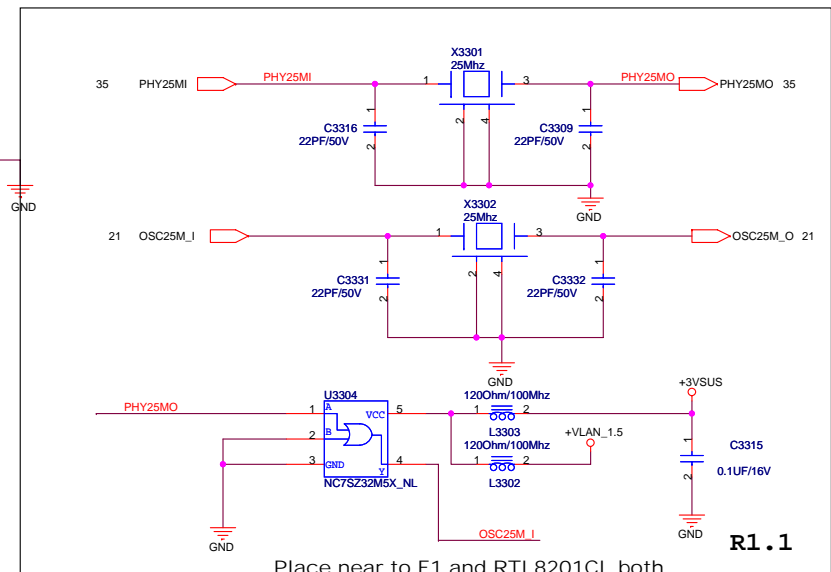 X3301
25Mhz
35 PHY25MI PHY25MI 1 3 PHY25MO PHY25MO 35
1 2 4 1
C3316 C3309
22PF/50V 22PF/50V
2 2
GND GND
X3302
25Mhz
21 OSC25M_I 1 3 OSC25M_O 21
1 2 4 1
C3331 C3332
22PF/50V 22PF/50V
2 2
GND
+3VSUS
U3304 120Ohm/100Mhz
PHY25MO 1 A VCC 5 1 2
L3303
120Ohm/100Mhz +VLAN_1.5
2 B 1
C3315
3 GND Y 4 1 2
0.1UF/16V
2
NC7SZ32M5X_NL L3302
OSC25M_I
GND GND
R1.1